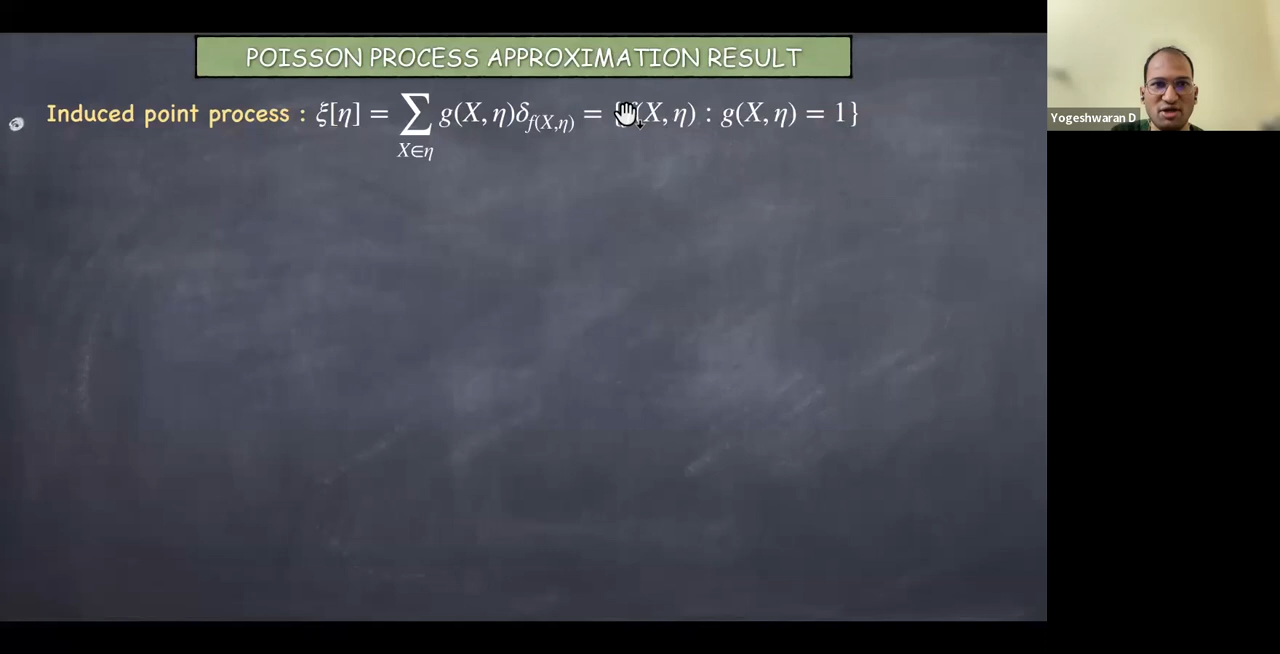 POISSON PROCESS APPROXIMATION RESULT
Induced point process : ξ[η] = ∑_{X∈η} g(X, η)δ_{f(X,η)} = (X, η) : g(X, η) = 1}
Yogeshwaran D